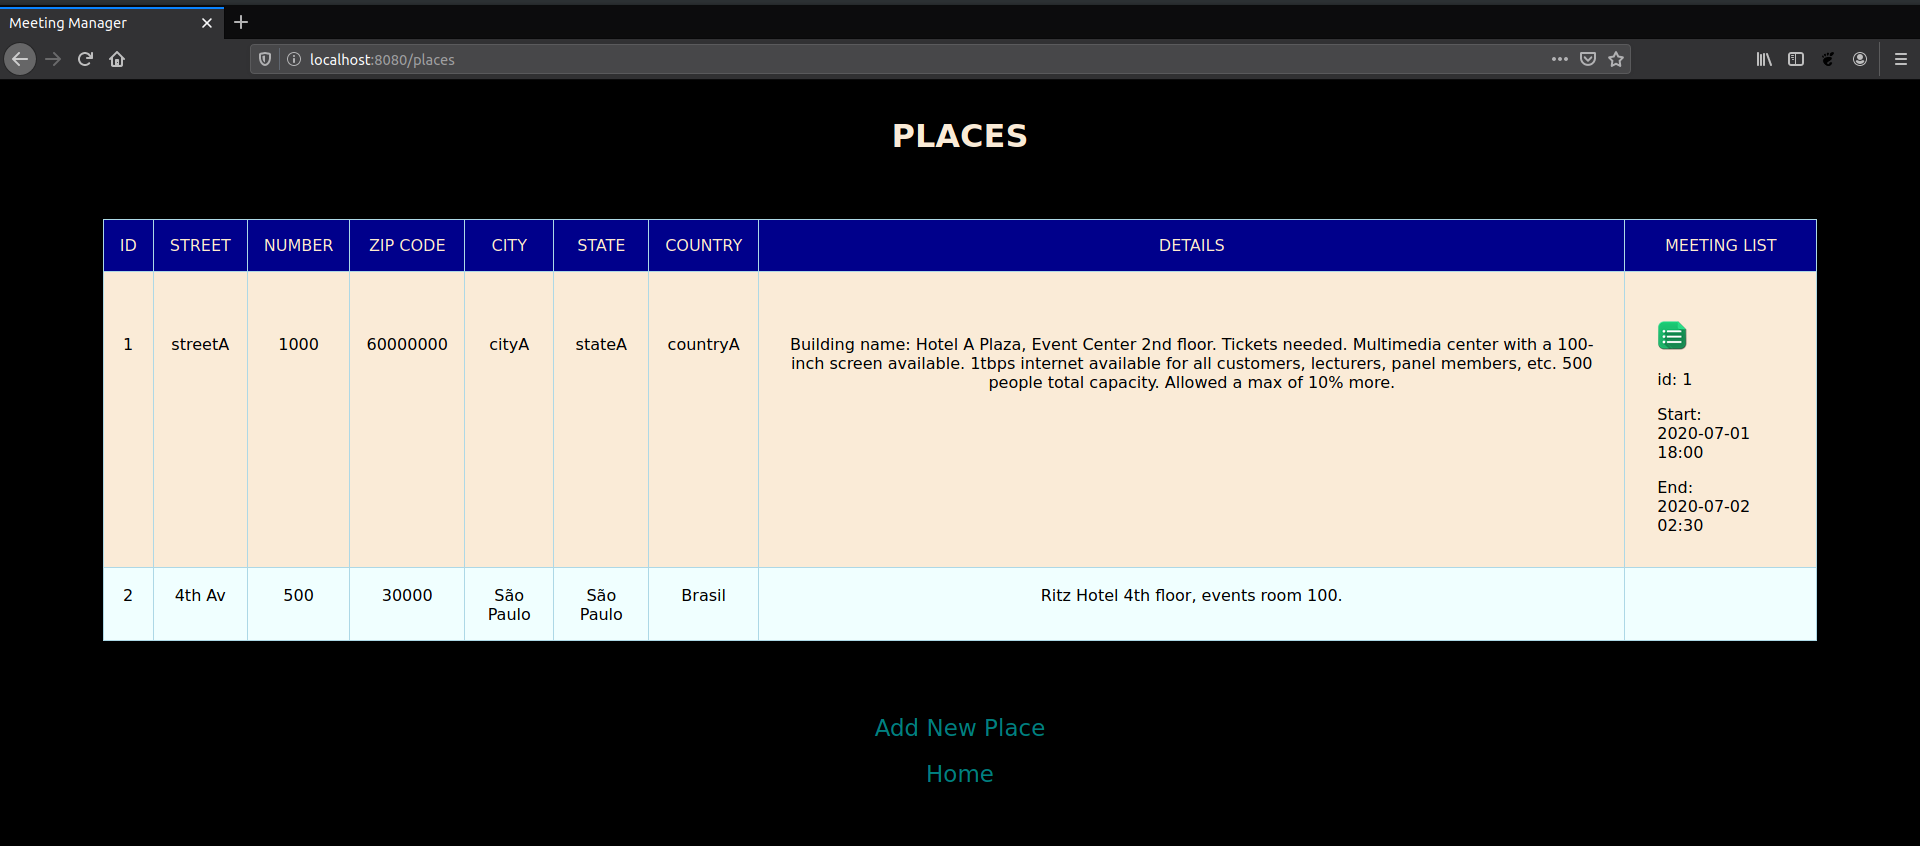 Meeting Manager
localhost:8080/places
PLACES
ID STREET NUMBER ZIP CODE CITY STATE COUNTRY DETAILS MEETING LIST
1 streetA 1000 60000000 cityA stateA countryA
Building name: Hotel A Plaza, Event Center 2nd floor. Tickets needed. Multimedia center with a 100-
inch screen available. 1tbps internet available for all customers, lecturers, panel members, etc. 500
people total capacity. Allowed a max of 10% more.
id: 1
Start:
2020-07-01
18:00
End:
2020-07-02
02:30
2 4th Av 500 30000 São São Brasil Ritz Hotel 4th floor, events room 100.
Paulo Paulo
Add New Place
Home